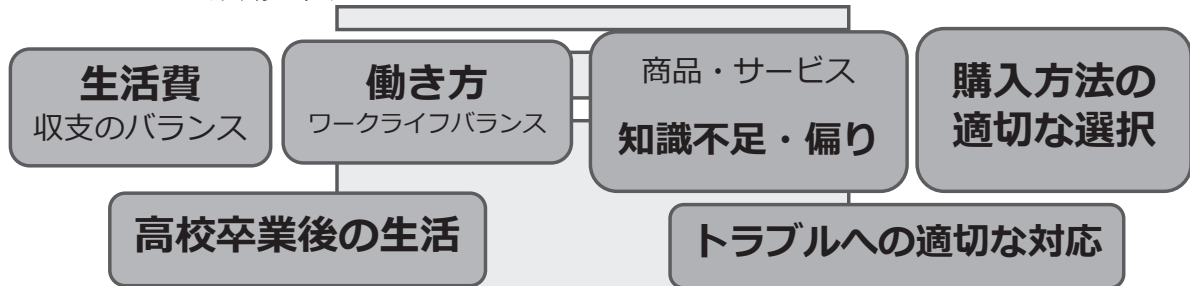 生活費
収支のバランス
働き方
ワークライフバランス
商品・サービス
知識不足・偏り
購入方法の
適切な選択
高校卒業後の生活
トラブルへの適切な対応